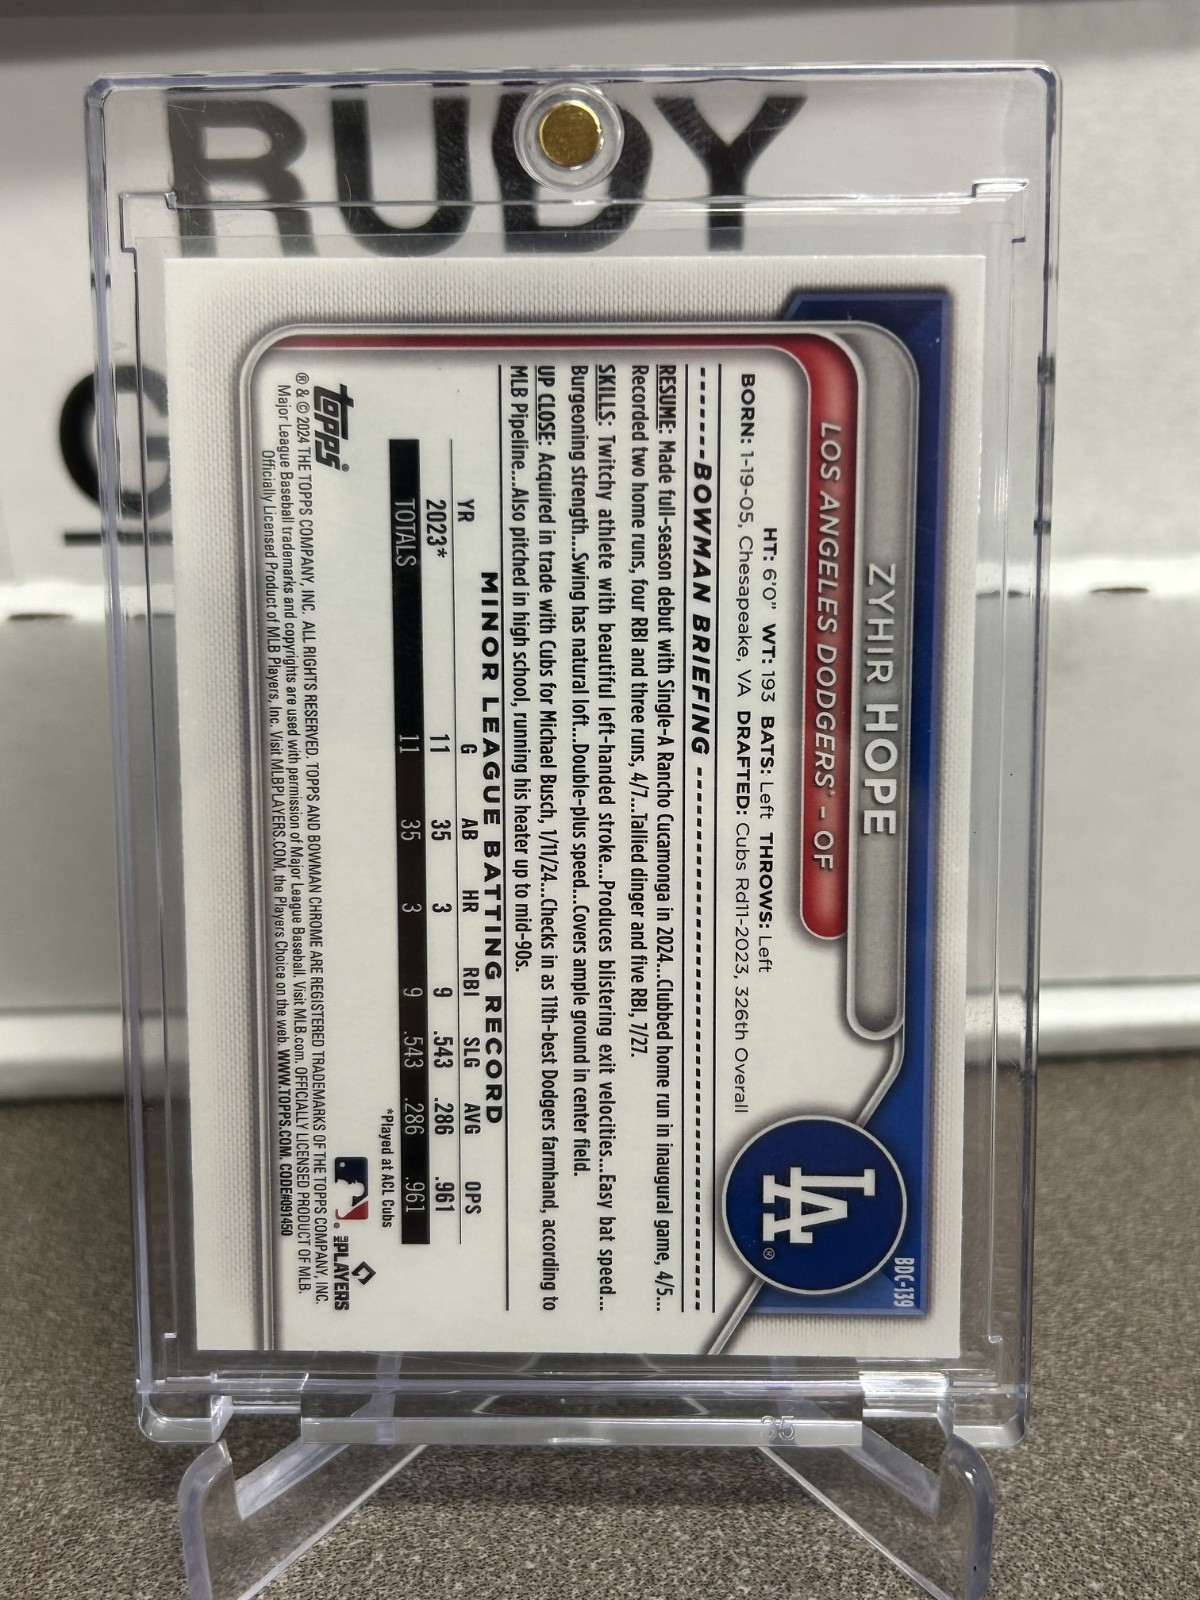 RUDY
BDC-139
ZYHIR HOPE
LOS ANGELES DODGERS® - OF
LA®
HT: 6'0" WT: 193 BATS: Left THROWS: Left
BORN: 1-19-05, Chesapeake, VA DRAFTED: Cubs Rd11-2023, 326th Overall
BOWMAN BRIEFING
RESUME: Made full-season debut with Single-A Rancho Cucamonga in 2024...Clubbed home run in inaugural game, 4/5...
Recorded two home runs, four RBI and three runs, 4/7...Tallied dinger and five RBI, 7/27.
SKILLS: Twitchy athlete with beautiful left-handed stroke...Produces blistering exit velocities...Easy bat speed...
Burgeoning strength...Swing has natural loft...Double-plus speed...Covers ample ground in center field.
UP CLOSE: Acquired in trade with Cubs for Michael Busch, 1/11/24...Checks in as 11th-best Dodgers farmhand, according to
MLB Pipeline...Also pitched in high school, running his heater up to mid-90s.
MINOR LEAGUE BATTING RECORD
YR G AB HR RBI SLG AVG OPS
2023* 11 35 3 9 .543 .286 .961
TOTALS 11 35 3 9 .543 .286 .961
*Played at ACL Cubs
topps®
MLB PLAYERS
® & © 2024 THE TOPPS COMPANY, INC. ALL RIGHTS RESERVED. TOPPS AND BOWMAN CHROME ARE REGISTERED TRADEMARKS OF THE TOPPS COMPANY, INC.
Major League Baseball trademarks and copyrights are used with permission of Major League Baseball. Visit MLB.com. OFFICIALLY LICENSED PRODUCT OF MLB.
Officially Licensed Product of MLB Players, Inc. Visit MLBPLAYERS.COM, the Players Choice on the web. WWW.TOPPS.COM. CODE#091450
35